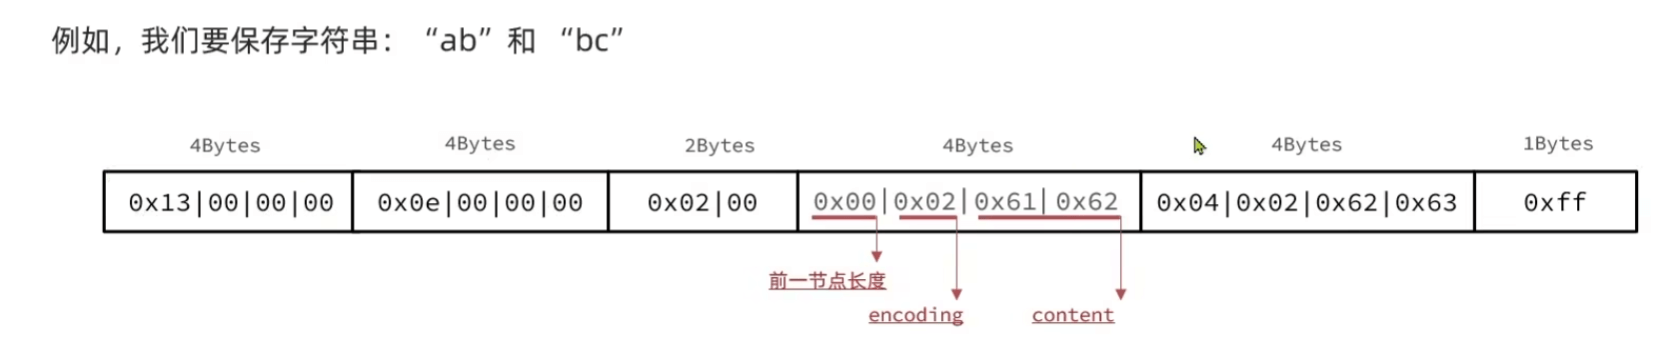 例如，我们要保存字符串：“ab”和 “bc”
4Bytes 4Bytes 2Bytes 4Bytes 4Bytes 1Bytes
0x13|00|00|00 0x0e|00|00|00 0x02|00 0x00|0x02|0x61|0x62 0x04|0x02|0x62|0x63 0xff
前一节点长度
encoding content